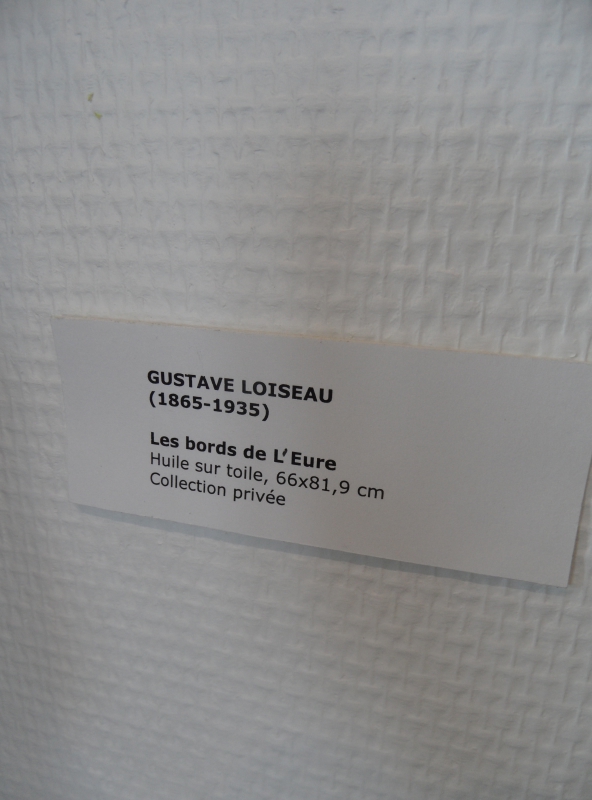 GUSTAVE LOISEAU
(1865-1935)
Les bords de L'Eure
Huile sur toile, 66x81,9 cm
Collection privée